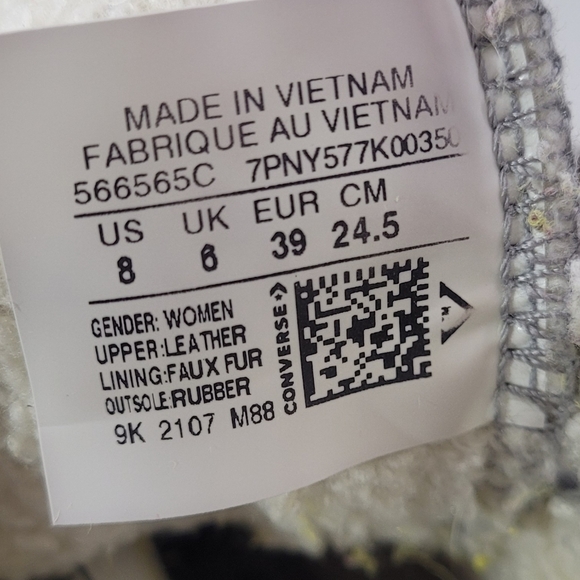 MADE IN VIETNAM
FABRIQUE AU VIETNAM
566565C 7PNY577K0035
US UK EUR CM
8 6 39 24.5
GENDER: WOMEN
UPPER:LEATHER
LINING:FAUX FUR
OUTSOLE:RUBBER
9K 2107 M88
CONVERSE
TM